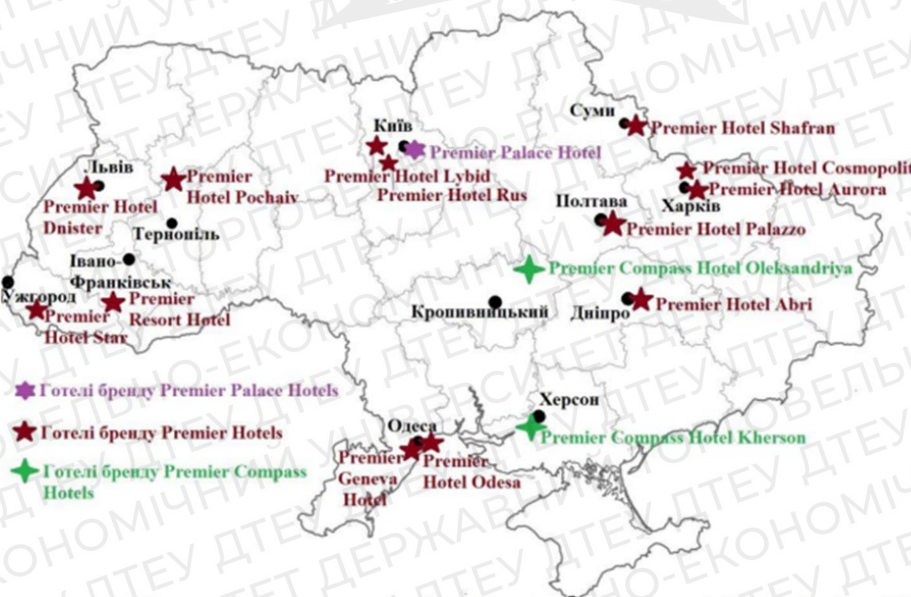 Суми
Premier Hotel Shafran
Київ
Premier Palace Hotel
Premier Hotel Lybid
Premier Hotel Rus
Львів
Premier Hotel
Dnister
Premier
Hotel Pochaiv
Тернопіль
Premier Hotel Cosmopolit
Premier Hotel Aurora
Харків
Полтава
Premier Hotel Palazzo
Івано-
Франківськ
Ужгород
Premier
Hotel Star
Premier
Resort Hotel
Premier Compass Hotel Oleksandriya
Кропивницький
Дніпро
Premier Hotel Abri
Херсон
Premier Compass Hotel Kherson
Одеса
Premier
Geneva
Hotel
Premier
Hotel Odesa
Готелі бренду Premier Palace Hotels
Готелі бренду Premier Hotels
Готелі бренду Premier Compass
Hotels